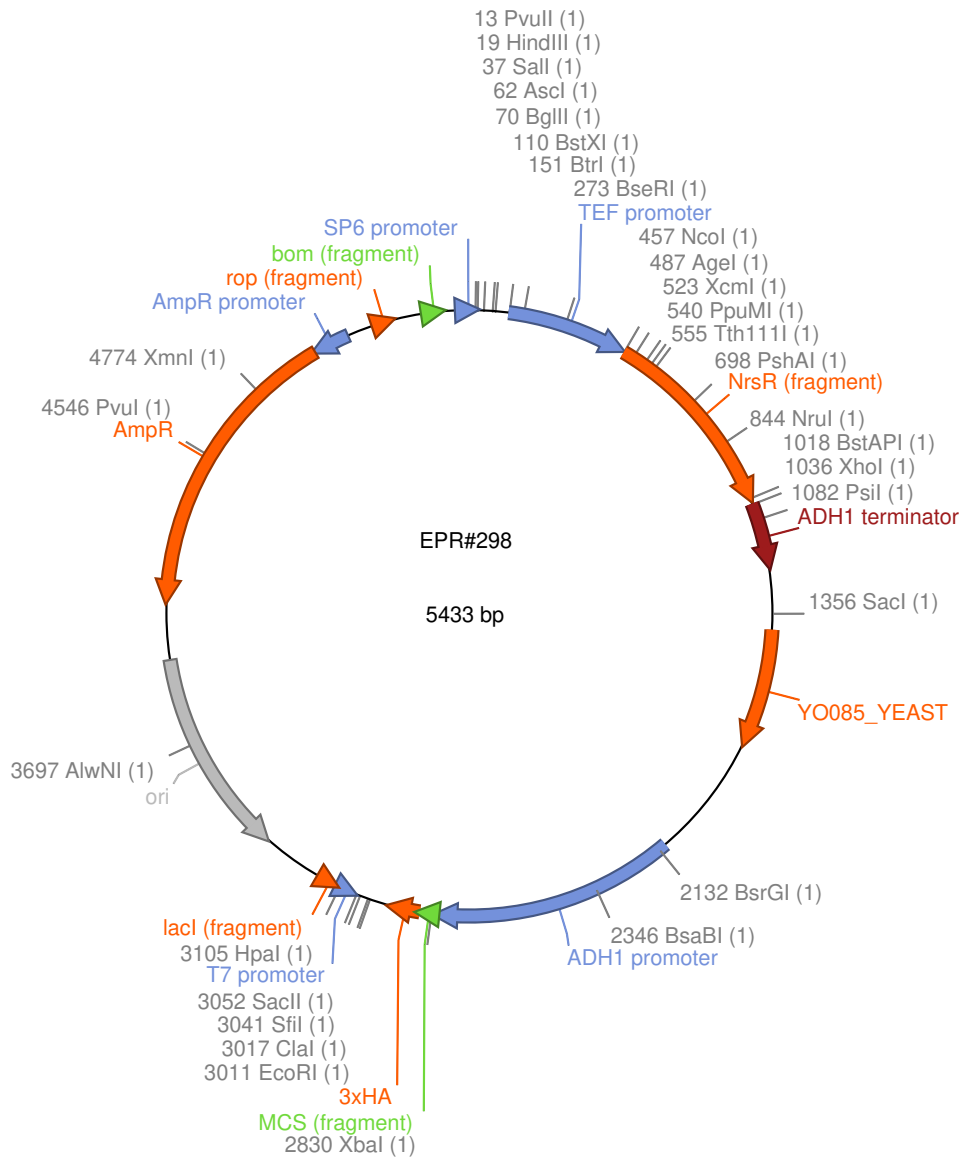 13 PvuII (1)
19 HindIII (1)
37 SalI (1)
62 AscI (1)
70 BglII (1)
110 BstXI (1)
151 BtrI (1)
273 BseRI (1)
TEF promoter
SP6 promoter
bom (fragment)
rop (fragment)
AmpR promoter
457 NcoI (1)
487 AgeI (1)
523 XcmI (1)
540 PpuMI (1)
555 Tth111I (1)
698 PshAI (1)
NrsR (fragment)
844 NruI (1)
1018 BstAPI (1)
1036 XhoI (1)
1082 PsiI (1)
ADH1 terminator
4774 XmnI (1)
4546 PvuI (1)
AmpR
EPR#298
5433 bp
1356 SacI (1)
YO085_YEAST
3697 AlwNI (1)
ori
2132 BsrGI (1)
2346 BsaBI (1)
ADH1 promoter
lacI (fragment)
3105 HpaI (1)
T7 promoter
3052 SacII (1)
3041 SfiI (1)
3017 ClaI (1)
3011 EcoRI (1)
3xHA
MCS (fragment)
2830 XbaI (1)